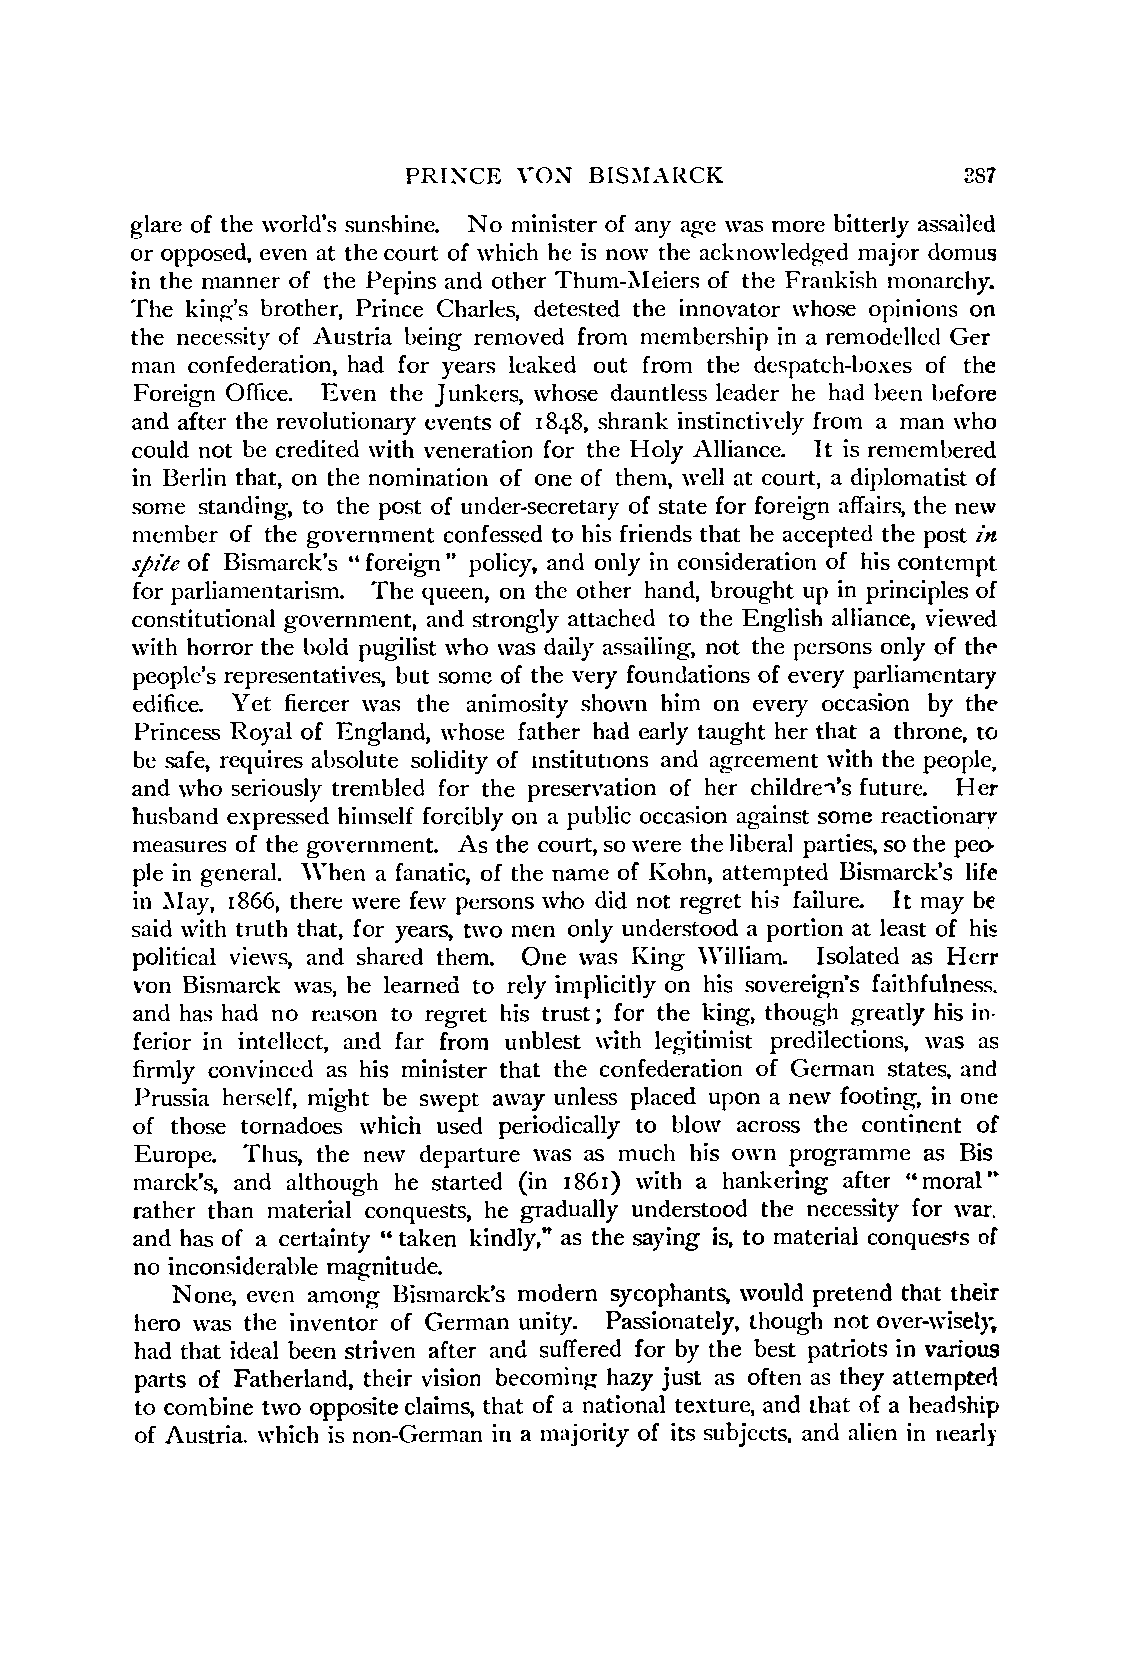 PRINCE VON BISMARCK 387
glare of the world's sunshine. No minister of any age was more bitterly assailed
or opposed, even at the court of which he is now the acknowledged major domus
in the manner of the Pepins and other Thum-Meiers of the Frankish monarchy.
The king's brother, Prince Charles, detested the innovator whose opinions on
the necessity of Austria being removed from membership in a remodelled Ger
man confederation, had for years leaked out from the despatch-boxes of the
Foreign Office. Even the Junkers, whose dauntless leader he had been before
and after the revolutionary events of 1848, shrank instinctively from a man who
could not be credited with veneration for the Holy Alliance. It is remembered
in Berlin that, on the nomination of one of them, well at court, a diplomatist of
some standing, to the post of under-secretary of state for foreign affairs, the new
member of the government confessed to his friends that he accepted the post in
spite of Bismarck's "foreign" policy, and only in consideration of his contempt
for parliamentarism. The queen, on the other hand, brought up in principles of
constitutional government, and strongly attached to the English alliance, viewed
with horror the bold pugilist who was daily assailing, not the persons only of the
people's representatives, but some of the very foundations of every parliamentary
edifice. Yet fiercer was the animosity shown him on every occasion by the
Princess Royal of England, whose father had early taught her that a throne, to
be safe, requires absolute solidity of institutions and agreement with the people,
and who seriously trembled for the preservation of her children's future. Her
husband expressed himself forcibly on a public occasion against some reactionary
measures of the government. As the court, so were the liberal parties, so the peo-
ple in general. When a fanatic, of the name of Kohn, attempted Bismarck's life
in May, 1866, there were few persons who did not regret his failure. It may be
said with truth that, for years, two men only understood a portion at least of his
political views, and shared them. One was King William. Isolated as Herr
von Bismarck was, he learned to rely implicitly on his sovereign's faithfulness.
and has had no reason to regret his trust; for the king, though greatly his in-
ferior in intellect, and far from unblest with legitimist predilections, was as
firmly convinced as his minister that the confederation of German states, and
Prussia herself, might be swept away unless placed upon a new footing, in one
of those tornadoes which used periodically to blow across the continent of
Europe. Thus, the new departure was as much his own programme as Bis
marck's, and although he started (in 1861) with a hankering after "moral"
rather than material conquests, he gradually understood the necessity for war.
and has of a certainty "taken kindly," as the saying is, to material conquests of
no inconsiderable magnitude.
None, even among Bismarck's modern sycophants, would pretend that their
hero was the inventor of German unity. Passionately, though not over-wisely,
had that ideal been striven after and suffered for by the best patriots in various
parts of Fatherland, their vision becoming hazy just as often as they attempted
to combine two opposite claims, that of a national texture, and that of a headship
of Austria. which is non-German in a majority of its subjects, and alien in nearly